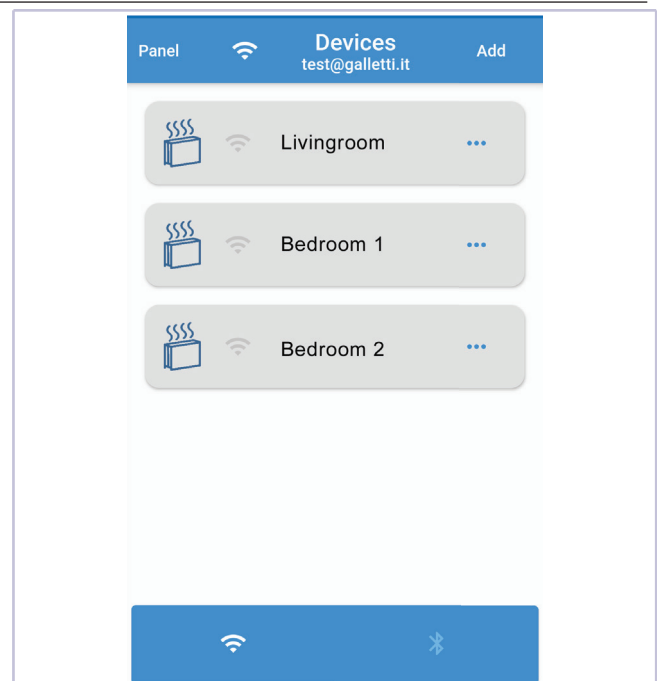 Panel
Devices
Add
test@galletti.it
Livingroom
Bedroom 1
Bedroom 2